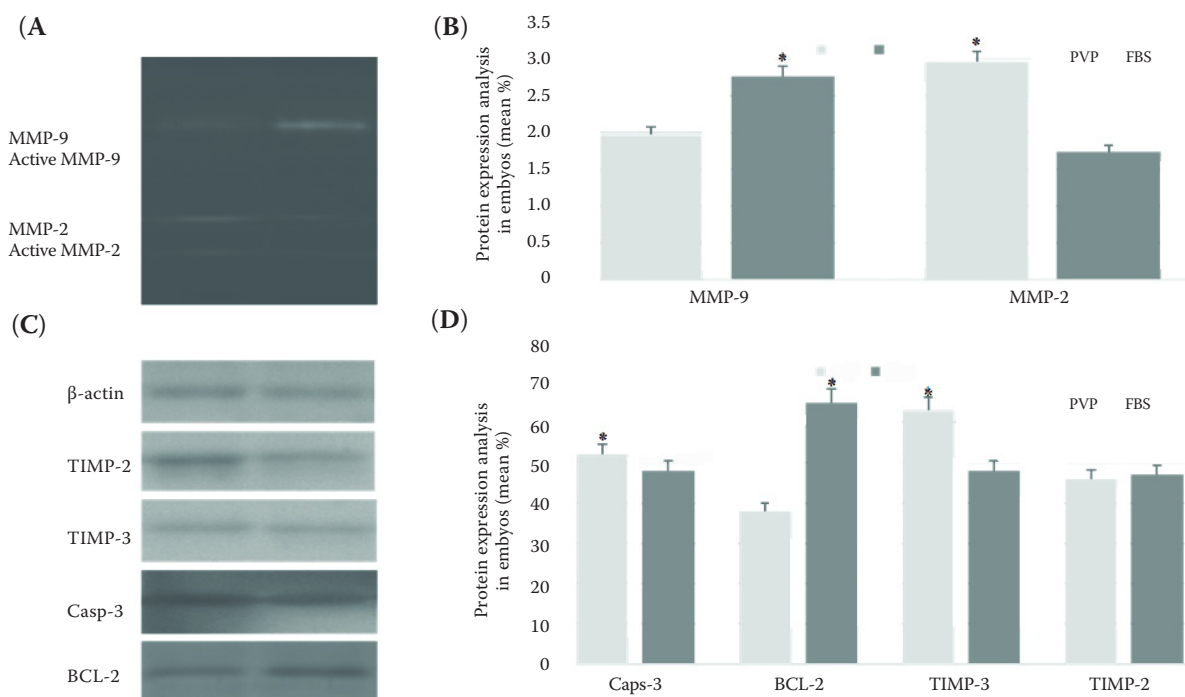 (A)
MMP-9
Active MMP-9
MMP-2
Active MMP-2
(B)
Protein expression analysis
in embyos (mean %)
3.5
3.0
2.5
2.0
1.5
1.0
0.5
0
*
*
PVP FBS
MMP-9 MMP-2
(C)
β-actin
TIMP-2
TIMP-3
Casp-3
BCL-2
(D)
Protein expression analysis
in embyos (mean %)
80
70
60
50
40
30
20
10
0
*
*
*
PVP FBS
Caps-3 BCL-2 TIMP-3 TIMP-2